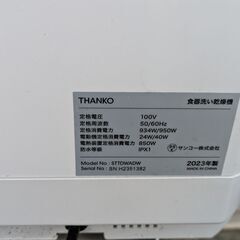 THANKO 食器洗い乾燥機
定格電圧 100V
定格周波数 50/60Hz
定格消費電力 934W/950W
電動機定格消費電力 24W/40W
電熱装置定格消費電力 850W
防水等級 IPX1
サンコー株式会社
Model No : STTDWADW
Serial No : SN H2351382
2023年製
MADE IN CHINA